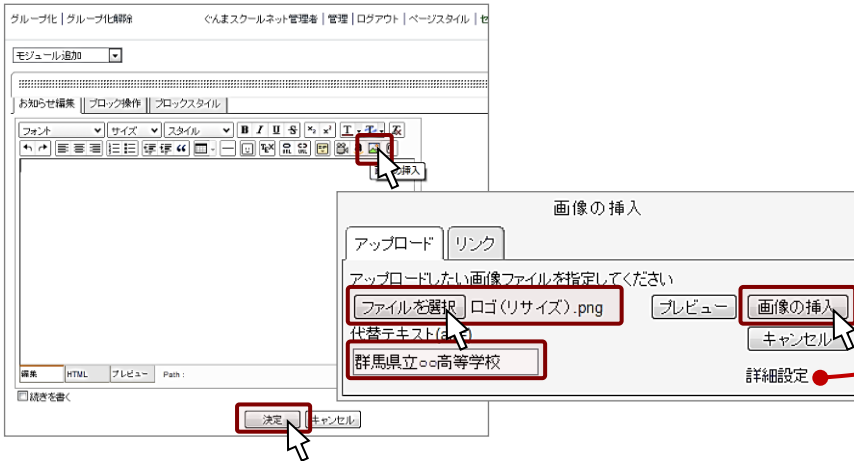 グループ化 | グループ化解除 ぐんまスクールネット管理者 | 管理 | ログアウト | ページスタイル |
モジュール追加
お知らせ編集 ブロック操作 ブロックスタイル
フォント サイズ スタイル B I U S
の挿入
画像の挿入
アップロード リンク
アップロードしたい画像ファイルを指定してください
ファイルを選択 ロゴ(リサイズ).png プレビュー 画像の挿入
代替テキスト(a
キャンセル
群馬県立○○高等学校
詳細設定
編集 HTML プレビュー Path :
続きを書く
決定 キャンセル